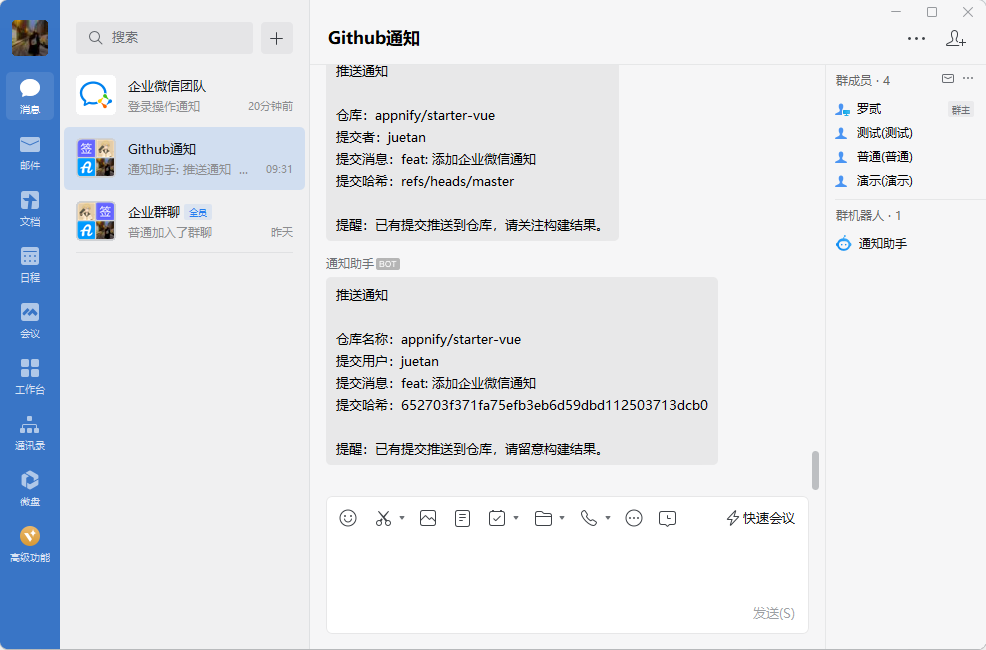 消息
邮件
文档
日程
会议
工作台
通讯录
微盘
高级功能
搜索
企业微信团队
登录操作通知 20分钟前
签
Github通知
通知助手: 推送通知 ... 09:31
签
企业群聊 全员
普通加入了群聊 昨天
Github通知
推送通知
仓库：appnify/starter-vue
提交者：juetan
提交消息：feat: 添加企业微信通知
提交哈希：refs/heads/master
提醒：已有提交推送到仓库，请关注构建结果。
通知助手 BOT
推送通知
仓库名称：appnify/starter-vue
提交用户：juetan
提交消息：feat: 添加企业微信通知
提交哈希：652703f371fa75efb3eb6d59dbd112503713dcb0
提醒：已有提交推送到仓库，请留意构建结果。
快速会议
发送(S)
群成员 · 4
罗贰 群主
测试(测试)
普通(普通)
演示(演示)
群机器人 · 1
通知助手